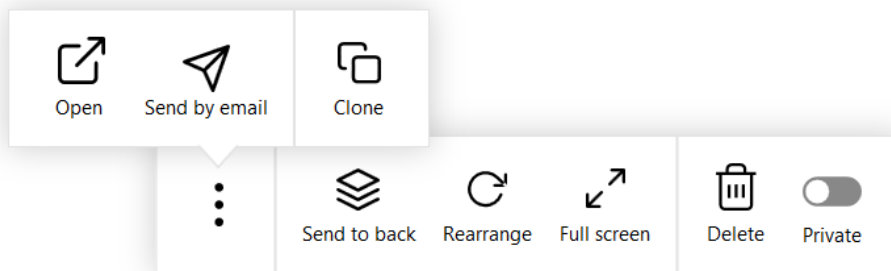 Open
Send by email
Clone
Send to back
Rearrange
Full screen
Delete
Private